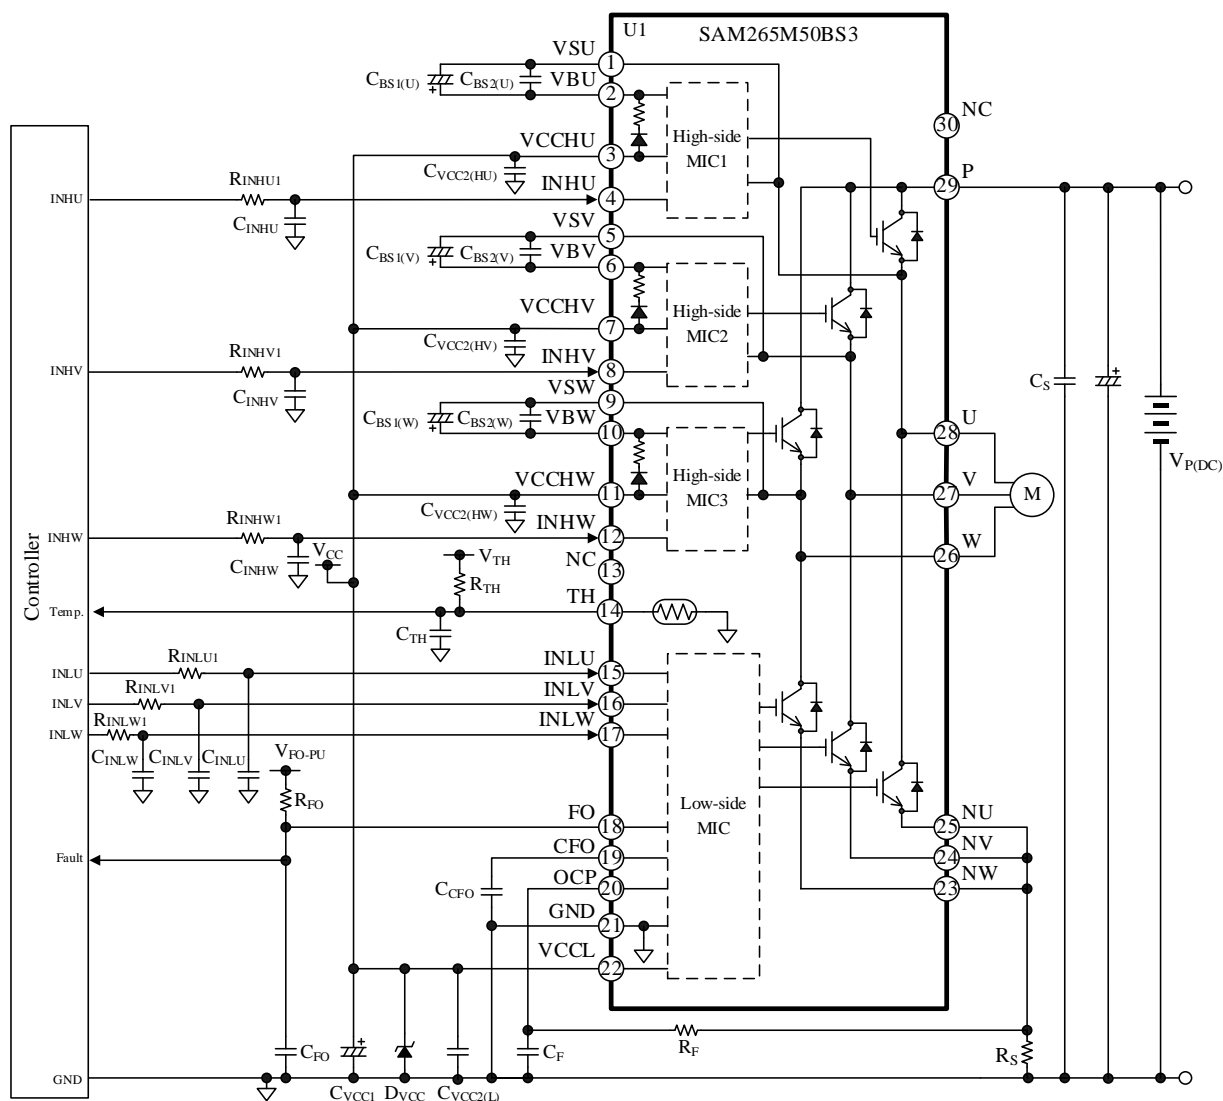 U1
SAM265M50BS3
VSU
1
CBS1(U)
CBS2(U)
VBU
2
NC
30
High-side
MIC1
VCCHU
3
CVCC2(HU)
P
29
INHU
RINHU1
INHU
4
CINHU
VSV
5
CBS1(V)
CBS2(V)
VBV
6
VCCHV
7
High-side
MIC2
CVCC2(HV)
INHV
RINHV1
INHV
8
CINHV
CS
VSW
9
CBS1(W)
CBS2(W)
VBW
10
U
28
VP(DC)
VCCHW
11
High-side
MIC3
V
27
M
CVCC2(HW)
INHW
RINHW1
INHW
12
W
26
VCC
CINHW
VTH
NC
13
RTH
Controller
Temp.
TH
14
CTH
INLU
RINLU1
INLU
15
INLV
RINLV1
INLV
16
INLW
RINLW1
INLW
17
CINLW
CINLV
CINLU
VFO-PU
RFO
Low-side
MIC
FO
18
NU
25
Fault
CFO
19
NV
24
CCFO
OCP
20
NW
23
GND
21
VCCL
22
CFO
CF
RF
RS
GND
CVCC1
DVCC
CVCC2(L)